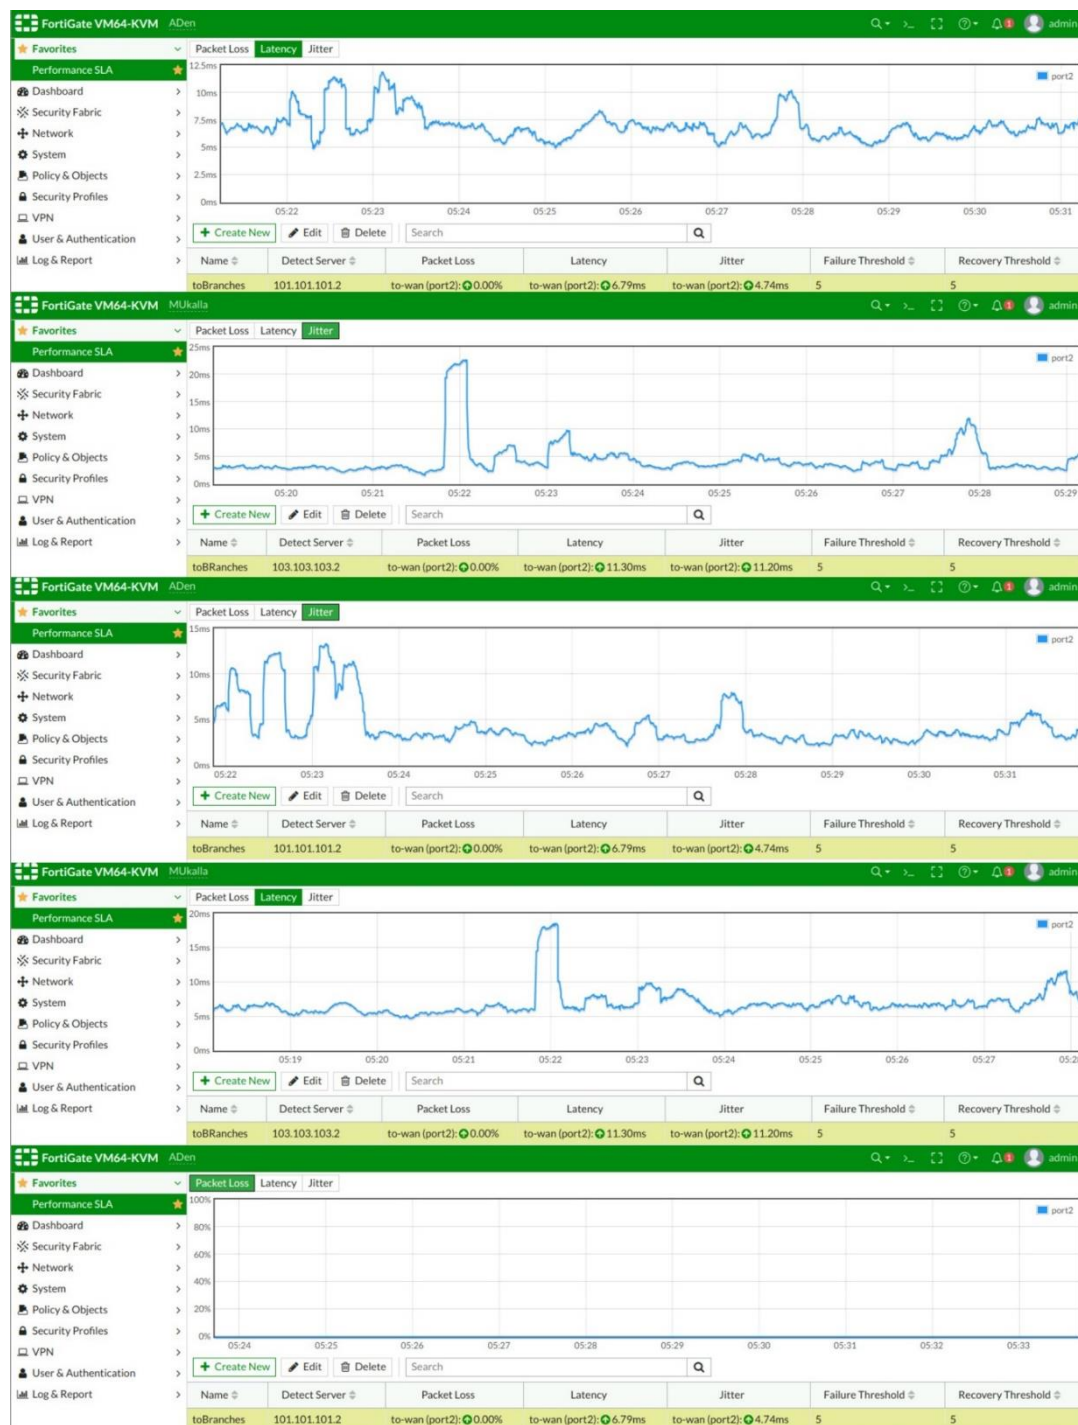 FortiGate VM64-KVM ADen admin
Favorites Packet Loss Latency Jitter
Performance SLA 12.5ms port2
Dashboard 10ms
Security Fabric
Network 7.5ms
System 5ms
Policy & Objects 2.5ms
Security Profiles 0ms
05:22 05:23 05:24 05:25 05:26 05:27 05:28 05:29 05:30 05:31
VPN
User & Authentication + Create New Edit Delete Search
Log & Report Name Detect Server Packet Loss Latency Jitter Failure Threshold Recovery Threshold
toBranches 101.101.101.2 to-wan (port2): 0.00% to-wan (port2): 6.79ms to-wan (port2): 4.74ms 5 5
FortiGate VM64-KVM MUkalla admin
Favorites Packet Loss Latency Jitter
Performance SLA 25ms port2
Dashboard 20ms
Security Fabric
Network 15ms
System 10ms
Policy & Objects 5ms
Security Profiles 0ms
05:20 05:21 05:22 05:23 05:24 05:25 05:26 05:27 05:28 05:29
VPN
User & Authentication + Create New Edit Delete Search
Log & Report Name Detect Server Packet Loss Latency Jitter Failure Threshold Recovery Threshold
toBRanches 103.103.103.2 to-wan (port2): 0.00% to-wan (port2): 11.30ms to-wan (port2): 11.20ms 5 5
FortiGate VM64-KVM ADen admin
Favorites Packet Loss Latency Jitter
Performance SLA 15ms port2
Dashboard
Security Fabric 10ms
Network
System 5ms
Policy & Objects
Security Profiles 0ms
05:22 05:23 05:24 05:25 05:26 05:27 05:28 05:29 05:30 05:31
VPN
User & Authentication + Create New Edit Delete Search
Log & Report Name Detect Server Packet Loss Latency Jitter Failure Threshold Recovery Threshold
toBranches 101.101.101.2 to-wan (port2): 0.00% to-wan (port2): 6.79ms to-wan (port2): 4.74ms 5 5
FortiGate VM64-KVM MUkalla admin
Favorites Packet Loss Latency Jitter
Performance SLA 20ms port2
Dashboard 15ms
Security Fabric
Network 10ms
System
Policy & Objects 5ms
Security Profiles 0ms
05:19 05:20 05:21 05:22 05:23 05:24 05:25 05:26 05:27
VPN
User & Authentication + Create New Edit Delete Search
Log & Report Name Detect Server Packet Loss Latency Jitter Failure Threshold Recovery Threshold
toBRanches 103.103.103.2 to-wan (port2): 0.00% to-wan (port2): 11.30ms to-wan (port2): 11.20ms 5 5
FortiGate VM64-KVM ADen admin
Favorites Packet Loss Latency Jitter
Performance SLA 100% port2
Dashboard 80%
Security Fabric 60%
Network
System 40%
Policy & Objects 20%
Security Profiles 0%
05:24 05:25 05:26 05:27 05:28 05:29 05:30 05:31 05:32 05:33
VPN
User & Authentication + Create New Edit Delete Search
Log & Report Name Detect Server Packet Loss Latency Jitter Failure Threshold Recovery Threshold
toBranches 101.101.101.2 to-wan (port2): 0.00% to-wan (port2): 6.79ms to-wan (port2): 4.74ms 5 5